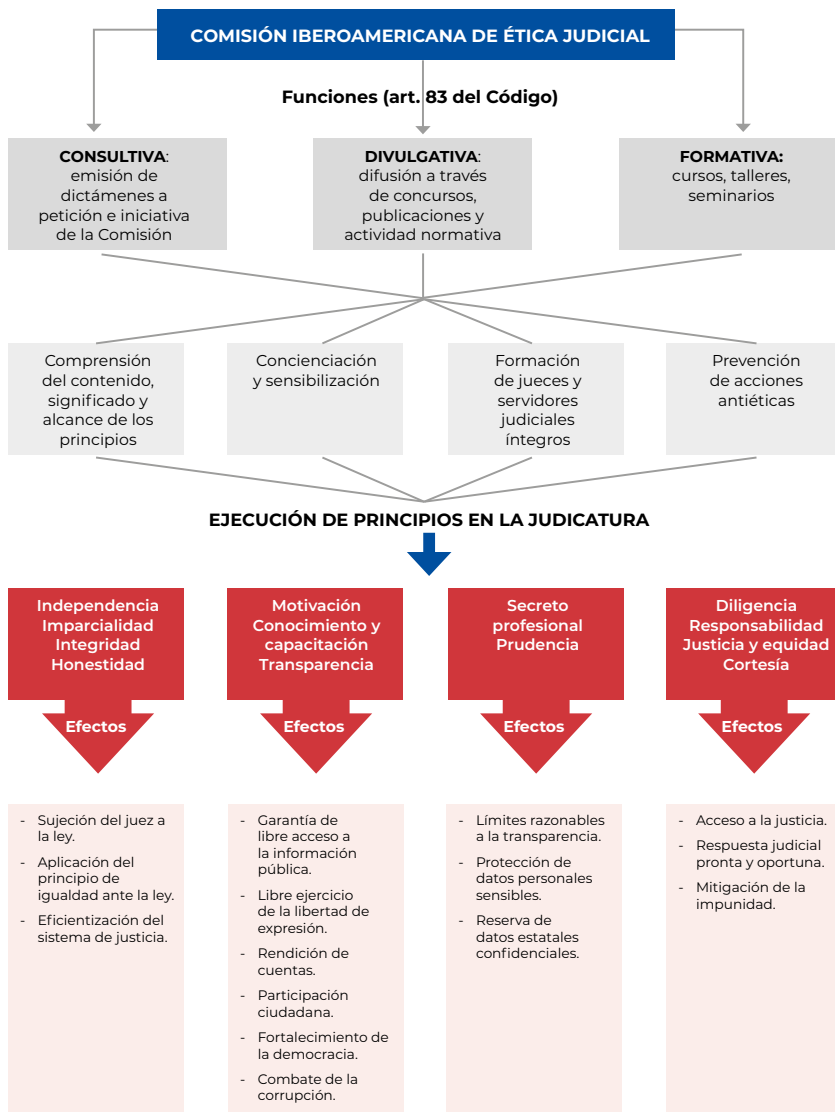 COMISIÓN IBEROAMERICANA DE ÉTICA JUDICIAL
Funciones (art. 83 del Código)
CONSULTIVA:
emisión de
dictámenes a
petición e iniciativa
de la Comisión
DIVULGATIVA:
difusión a través
de concursos,
publicaciones y
actividad normativa
FORMATIVA:
cursos, talleres,
seminarios
Comprensión
del contenido,
significado y
alcance de los
principios
Concienciación
y sensibilización
Formación
de jueces y
servidores
judiciales
íntegros
Prevención
de acciones
antiéticas
EJECUCIÓN DE PRINCIPIOS EN LA JUDICATURA
Independencia
Imparcialidad
Integridad
Honestidad
Motivación
Conocimiento y
capacitación
Transparencia
Secreto
profesional
Prudencia
Diligencia
Responsabilidad
Justicia y equidad
Cortesía
Efectos
Efectos
Efectos
Efectos
- Sujeción del juez a
la ley.
- Aplicación del
principio de
igualdad ante la ley.
- Eficientización del
sistema de justicia.
- Garantía de
libre acceso a
la información
pública.
- Libre ejercicio
de la libertad de
expresión.
- Rendición de
cuentas.
- Participación
ciudadana.
- Fortalecimiento de
la democracia.
- Combate de la
corrupción.
- Límites razonables
a la transparencia.
- Protección de
datos personales
sensibles.
- Reserva de
datos estatales
confidenciales.
- Acceso a la justicia.
- Respuesta judicial
pronta y oportuna.
- Mitigación de la
impunidad.